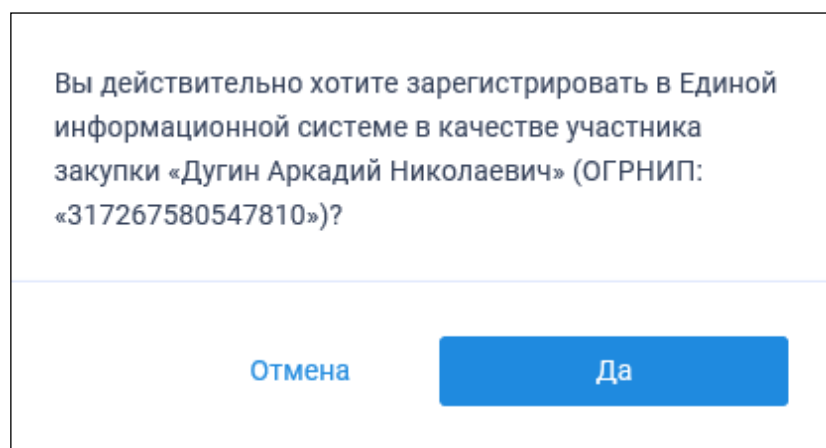 Вы действительно хотите зарегистрировать в Единой
информационной системе в качестве участника
закупки «Дугин Аркадий Николаевич» (ОГРНИП:
«317267580547810»)?
Отмена
Да